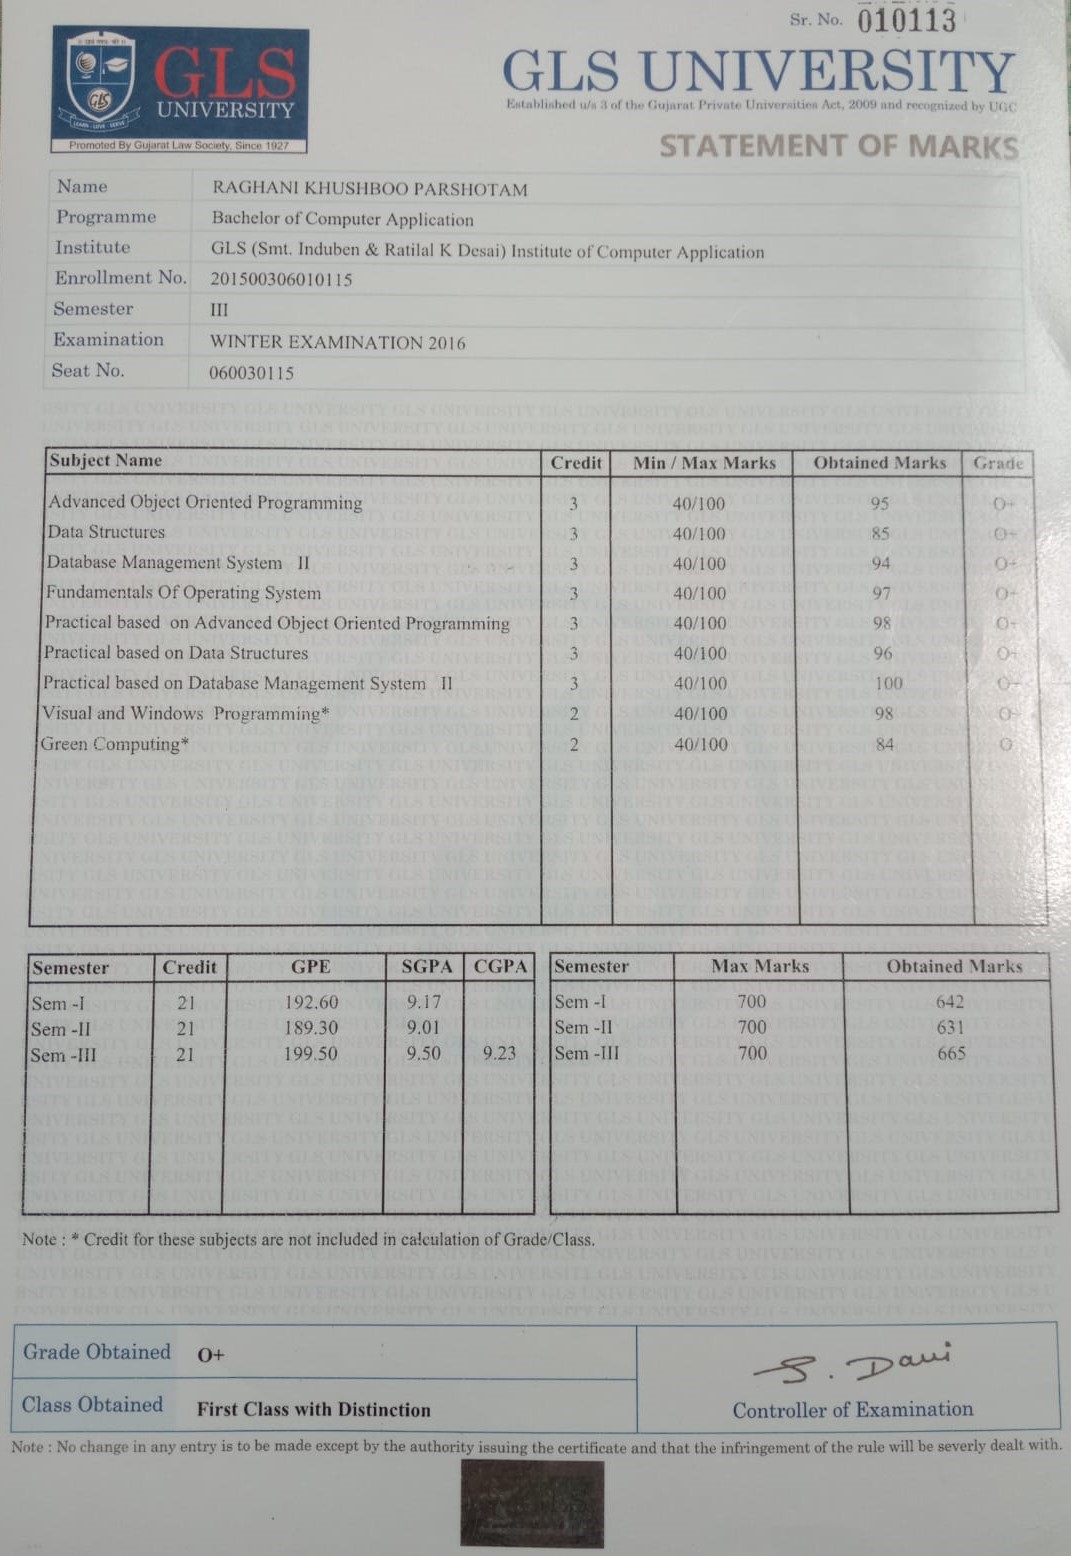 Sr. No. 010113
GLS
UNIVERSITY
Promoted By Gujarat Law Society, Since 1927
GLS UNIVERSITY
Established u/s 3 of the Gujarat Private Universities Act, 2009 and recognized by UGC
STATEMENT OF MARKS
Name RAGHANI KHUSHBOO PARSHOTAM
Programme Bachelor of Computer Application
Institute GLS (Smt. Induben & Ratilal K Desai) Institute of Computer Application
Enrollment No. 201500306010115
Semester III
Examination WINTER EXAMINATION 2016
Seat No. 060030115
Subject Name Credit Min / Max Marks Obtained Marks Grade
Advanced Object Oriented Programming 3 40/100 95 O+
Data Structures 3 40/100 85 O+
Database Management System II 3 40/100 94 O+
Fundamentals Of Operating System 3 40/100 97 O+
Practical based on Advanced Object Oriented Programming 3 40/100 98 O+
Practical based on Data Structures 3 40/100 96 O+
Practical based on Database Management System II 3 40/100 100 O+
Visual and Windows Programming* 2 40/100 98 O+
Green Computing* 2 40/100 84 O
Semester Credit GPE SGPA CGPA Semester Max Marks Obtained Marks
Sem -I 21 192.60 9.17 Sem -I 700 642
Sem -II 21 189.30 9.01 Sem -II 700 631
Sem -III 21 199.50 9.50 9.23 Sem -III 700 665
Note : * Credit for these subjects are not included in calculation of Grade/Class.
Grade Obtained O+
Class Obtained First Class with Distinction
S. Davi
Controller of Examination
Note : No change in any entry is to be made except by the authority issuing the certificate and that the infringement of the rule will be severly dealt with.